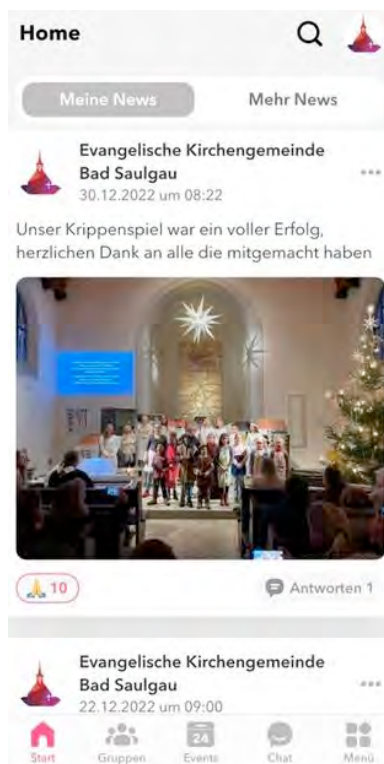 Home
Meine News
Mehr News
Evangelische Kirchengemeinde
Bad Saulgau
30.12.2022 um 08:22
Unser Krippenspiel war ein voller Erfolg,
herzlichen Dank an alle die mitgemacht haben
10
Antworten 1
Evangelische Kirchengemeinde
Bad Saulgau
22.12.2022 um 09:00
24
Start
Gruppen
Events
Chat
Menü